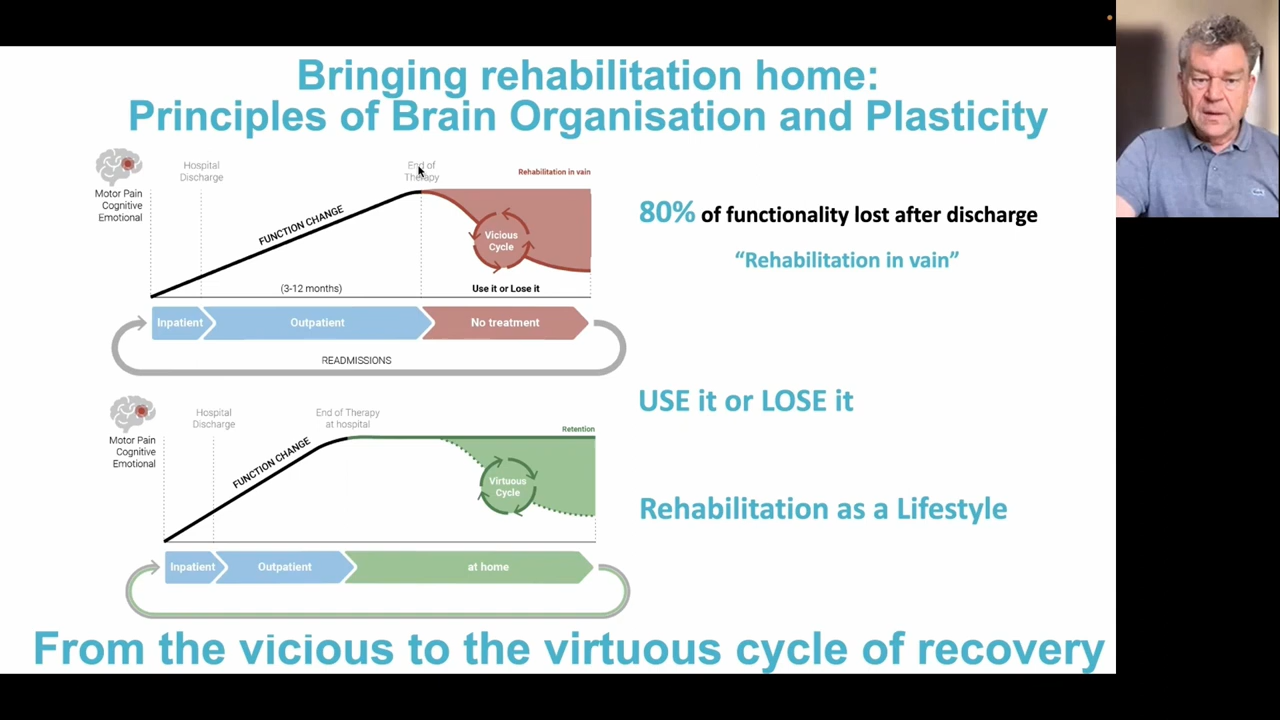 Bringing rehabilitation home:
Principles of Brain Organisation and Plasticity
Hospital
Discharge
End of
Therapy
Rehabilitation in vain
Motor Pain
Cognitive
Emotional
FUNCTION CHANGE
Vicious
Cycle
(3-12 months)
Use it or Lose it
Inpatient
Outpatient
No treatment
READMISSIONS
80% of functionality lost after discharge
“Rehabilitation in vain”
Hospital
Discharge
End of Therapy
at hospital
Retention
Motor Pain
Cognitive
Emotional
FUNCTION CHANGE
Virtuous
Cycle
Inpatient
Outpatient
at home
USE it or LOSE it
Rehabilitation as a Lifestyle
From the vicious to the virtuous cycle of recovery